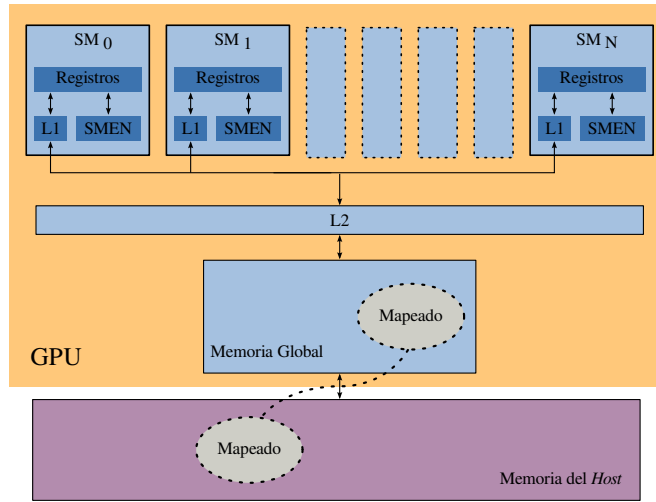 SM 0
SM 1
SM N
Registros
Registros
Registros
L1
SMEN
L1
SMEN
L1
SMEN
L2
Mapeado
Memoria Global
GPU
Mapeado
Memoria del Host